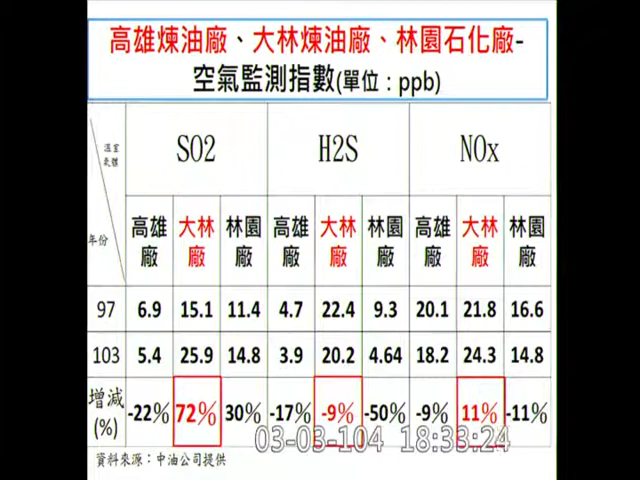 高雄煉油廠、大林煉油廠、林園石化廠-
空氣監測指數(單位：ppb)
溫室
氣體
年份
SO2 H2S NOx
高雄廠 大林廠 林園廠 高雄廠 大林廠 林園廠 高雄廠 大林廠 林園廠
97 6.9 15.1 11.4 4.7 22.4 9.3 20.1 21.8 16.6
103 5.4 25.9 14.8 3.9 20.2 4.64 18.2 24.3 14.8
增減(%) -22% 72% 30% -17% -9% -50% -9% 11% -11%
03-03-104 18:33:24
資料來源：中油公司提供